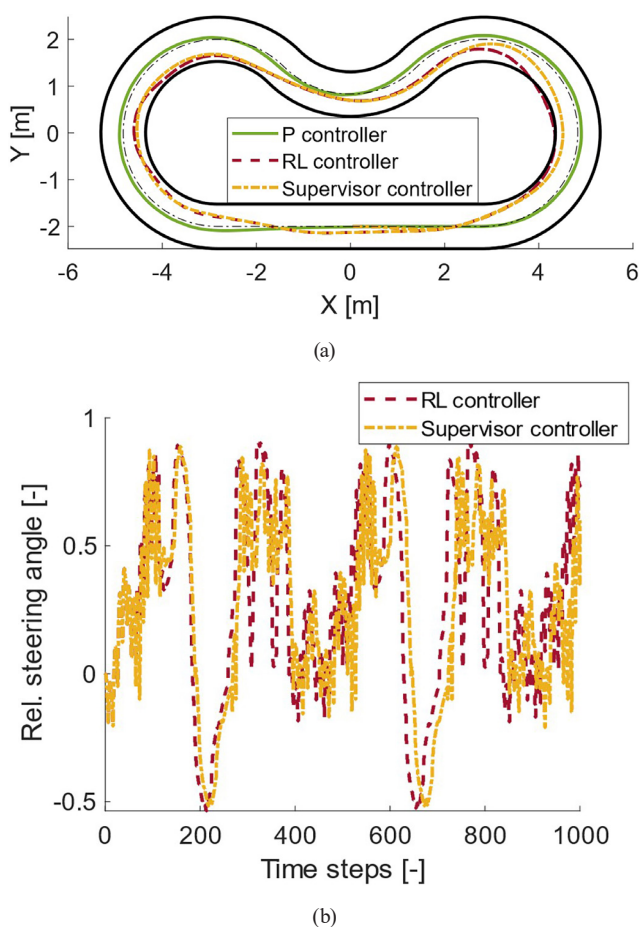 2
1
0
-1
-2
Y [m]
P controller
RL controller
Supervisor controller
-6 -4 -2 0 2 4 6
X [m]
(a)
RL controller
Supervisor controller
1
0.5
0
-0.5
Rel. steering angle [-]
0 200 400 600 800 1000
Time steps [-]
(b)